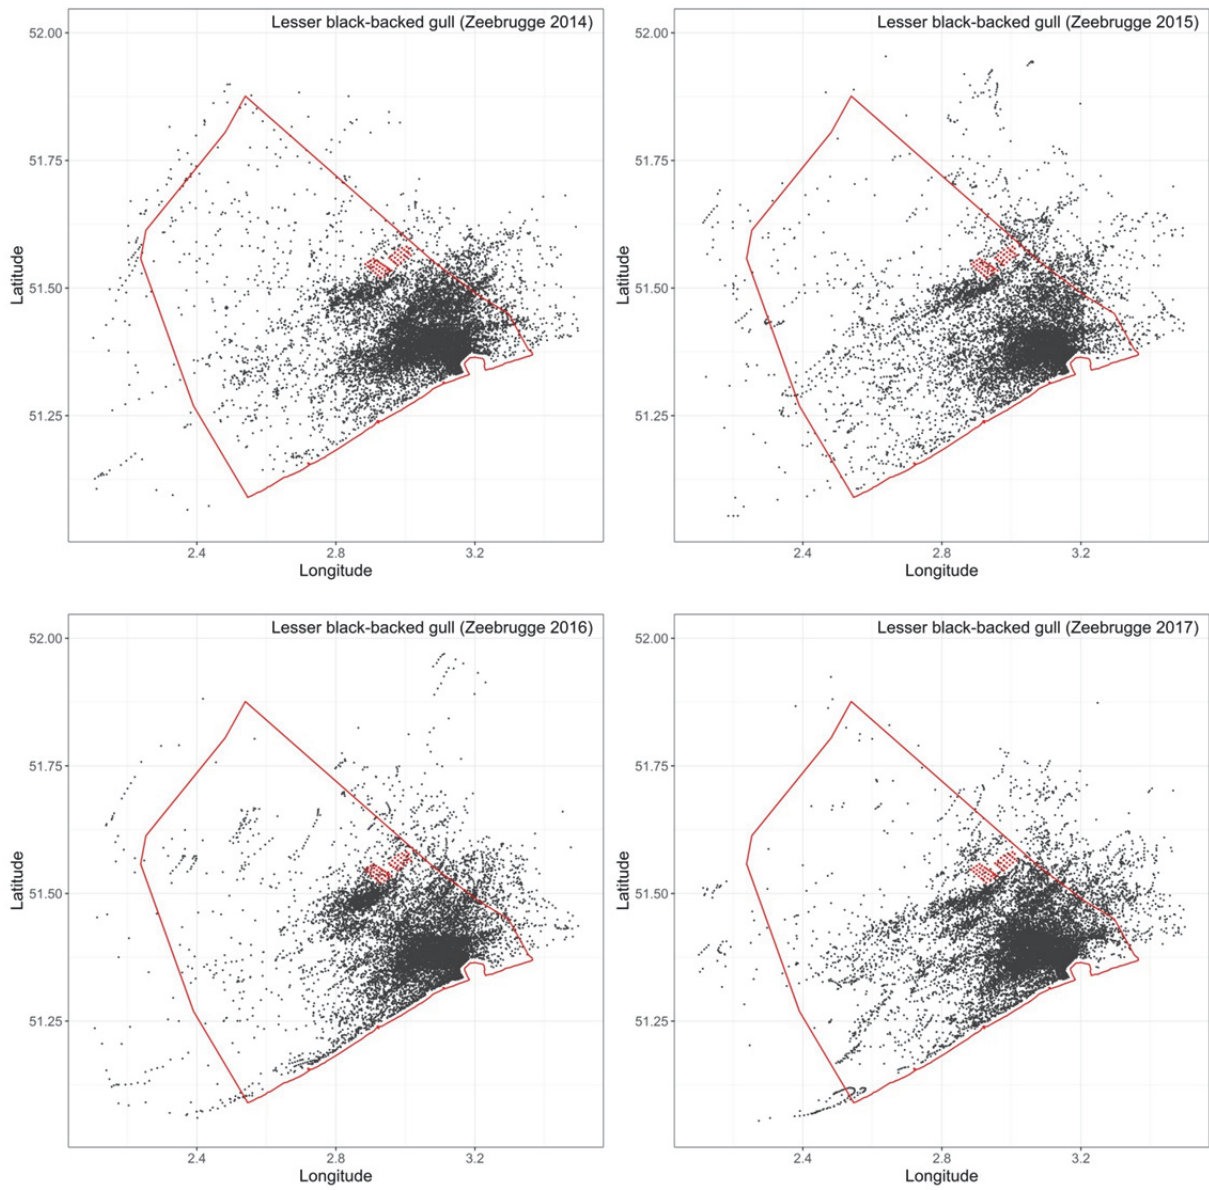 Lesser black-backed gull (Zeebrugge 2014)
52.00
51.75
51.50
51.25
Latitude
2.4 2.8 3.2
Longitude
Lesser black-backed gull (Zeebrugge 2015)
52.00
51.75
51.50
51.25
Latitude
2.4 2.8 3.2
Longitude
Lesser black-backed gull (Zeebrugge 2016)
52.00
51.75
51.50
51.25
Latitude
2.4 2.8 3.2
Longitude
Lesser black-backed gull (Zeebrugge 2017)
52.00
51.75
51.50
51.25
Latitude
2.4 2.8 3.2
Longitude